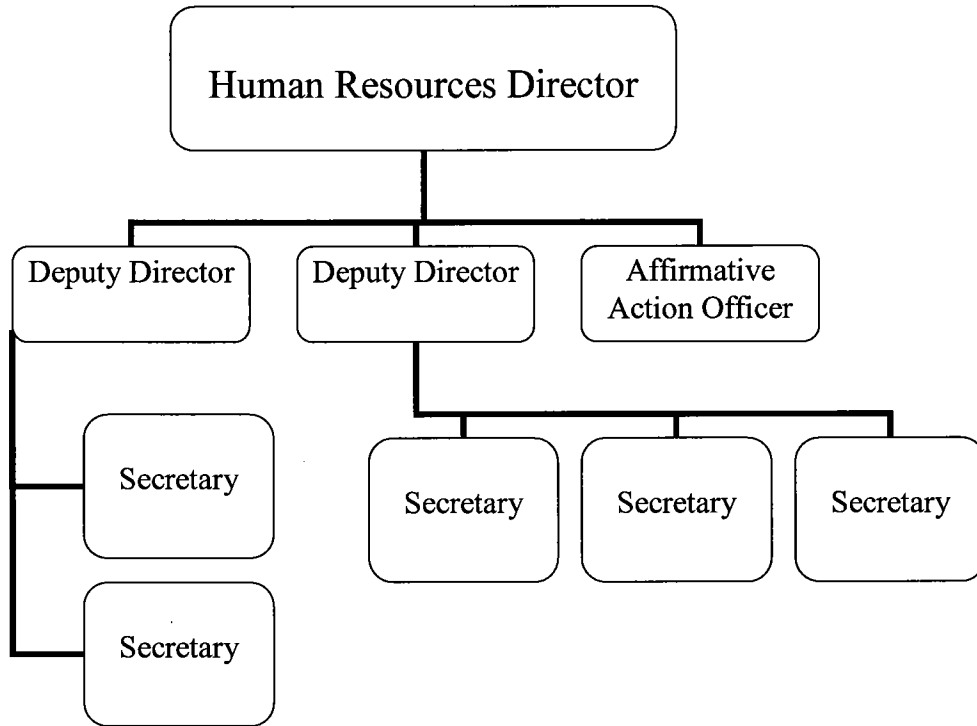 Human Resources Director
Deputy Director
Deputy Director
Affirmative
Action Officer
Secretary
Secretary
Secretary
Secretary
Secretary